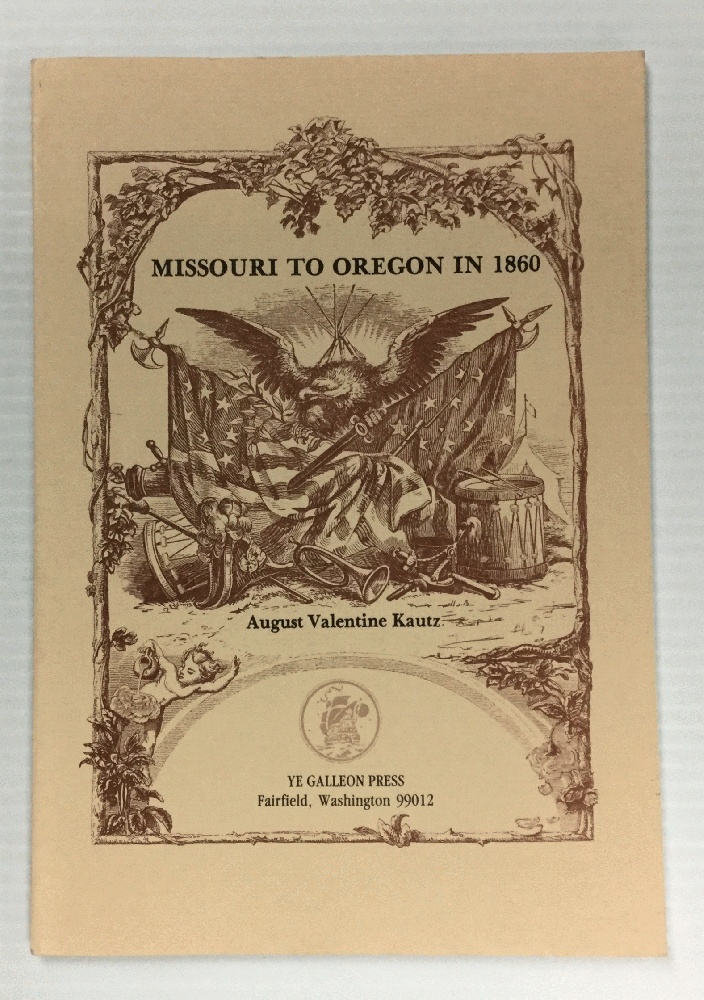 MISSOURI TO OREGON IN 1860
August Valentine Kautz
YE GALLEON PRESS
Fairfield, Washington 99012